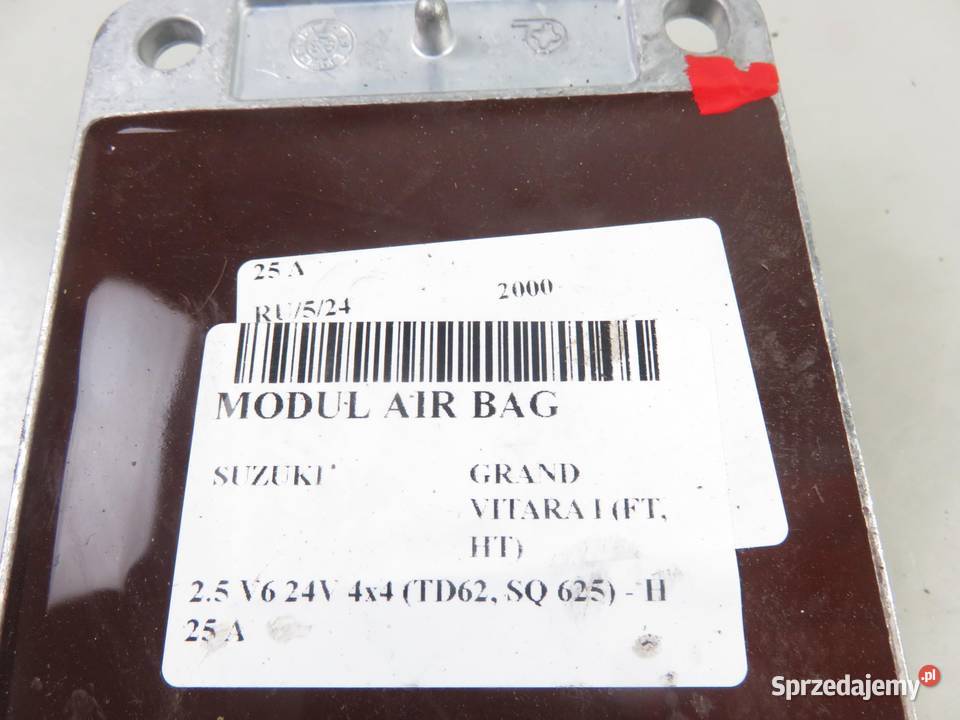 25 A
2000
RU/5/24
MODUL AIR BAG
SUZUKI
GRAND
VITARA I (FT,
HT)
2.5 V6 24V 4x4 (TD62, SQ 625) - H
25 A
Sprzedajemy.pl